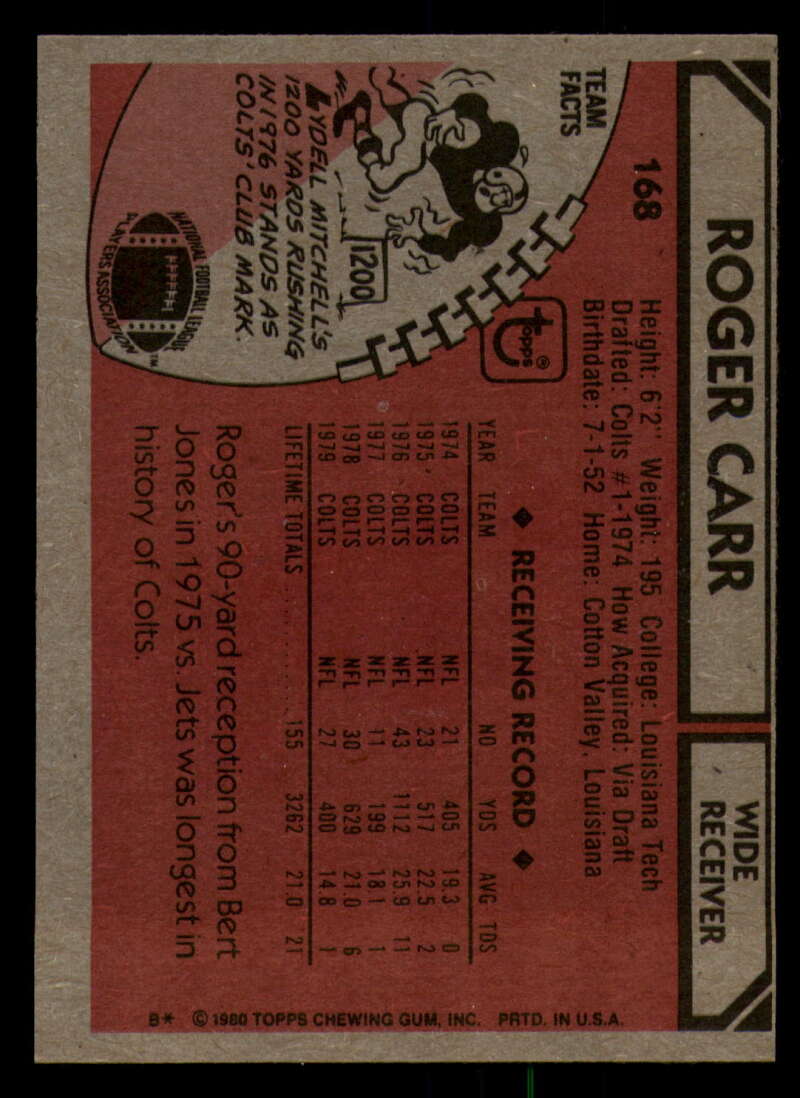 168
ROGER CARR
WIDE
RECEIVER
Height: 6'2" Weight: 195 College: Louisiana Tech
Drafted: Colts #1-1974 How Acquired: Via Draft
Birthdate: 7-1-52 Home: Cotton Valley, Louisiana
TEAM
FACTS
1200
LYDELL MITCHELL'S
1200 YARDS RUSHING
IN 1976 STANDS AS
COLTS' CLUB MARK.
NATIONAL FOOTBALL LEAGUE
PLAYERS ASSOCIATION™
topps®
◆ RECEIVING RECORD ◆
YEAR TEAM NO YDS AVG TDS
1974 COLTS NFL 21 405 19.3 0
1975 COLTS NFL 23 517 22.5 2
1976 COLTS NFL 43 1112 25.9 11
1977 COLTS NFL 11 199 18.1 1
1978 COLTS NFL 30 629 21.0 6
1979 COLTS NFL 27 400 14.8 1
LIFETIME TOTALS .......... 155 3262 21.0 21
Roger's 90-yard reception from Bert
Jones in 1975 vs. Jets was longest in
history of Colts.
B* © 1980 TOPPS CHEWING GUM, INC. PRTD. IN U.S.A.